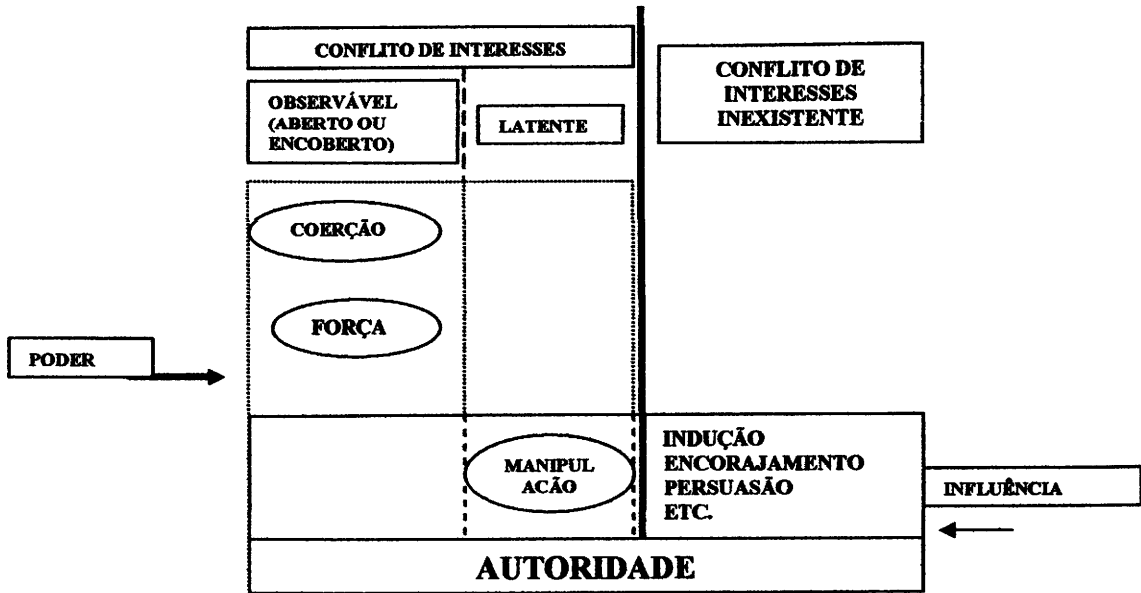 CONFLITO DE INTERESSES
CONFLITO DE
INTERESSES
INEXISTENTE
OBSERVÁVEL
(ABERTO OU
ENCOBERTO)
LATENTE
COERÇÃO
FORÇA
PODER
MANIPUL
ACÃO
INDUÇÃO
ENCORAJAMENTO
PERSUASÃO
ETC.
INFLUÊNCIA
AUTORIDADE